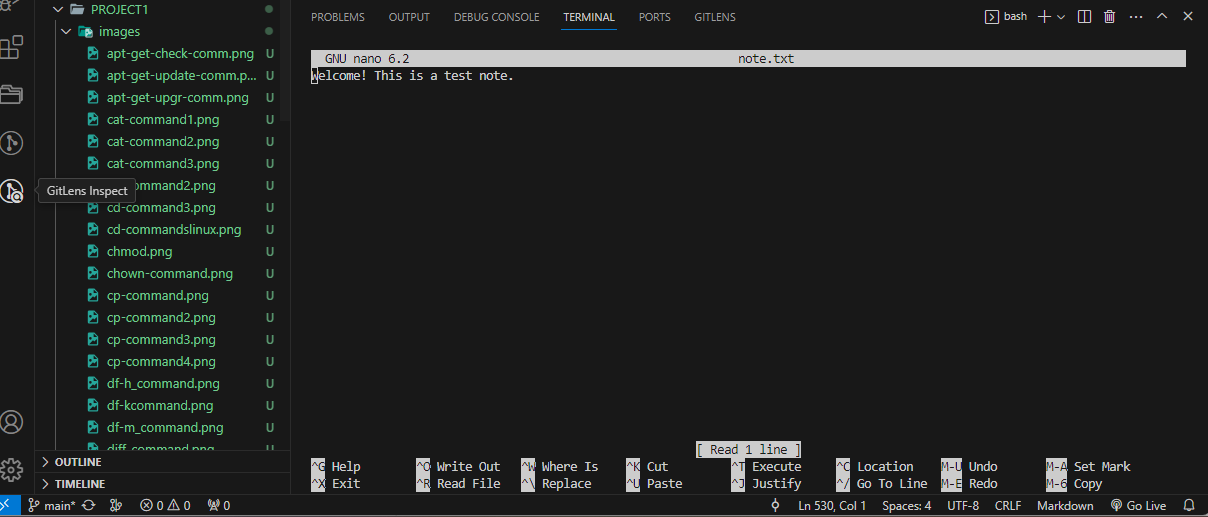 PROJECT1
images
apt-get-check-comm.png U
apt-get-update-comm.p... U
apt-get-upgr-comm.png U
cat-command1.png U
cat-command2.png U
cat-command3.png U
command2.png U
cd-command3.png U
cd-commandslinux.png U
chmod.png U
chown-command.png U
cp-command.png U
cp-command2.png U
cp-command3.png U
cp-command4.png U
df-h_command.png U
df-kcommand.png U
df-m_command.png U
diff command.png U
GitLens Inspect
OUTLINE
TIMELINE
PROBLEMS OUTPUT DEBUG CONSOLE TERMINAL PORTS GITLENS
bash
GNU nano 6.2 note.txt
Welcome! This is a test note.
[ Read 1 line ]
^G Help ^O Write Out ^W Where Is ^K Cut ^T Execute ^C Location M-U Undo M-A Set Mark
^X Exit ^R Read File ^\ Replace ^U Paste ^J Justify ^/ Go To Line M-E Redo M-6 Copy
main* 0 0 0 Ln 530, Col 1 Spaces: 4 UTF-8 CRLF Markdown Go Live